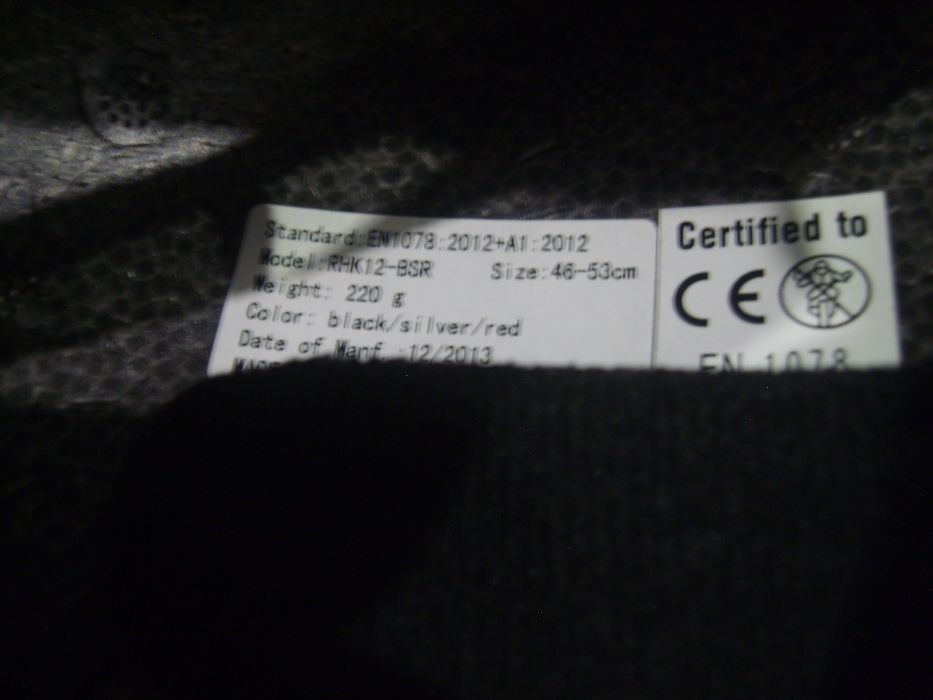 Standard:EN1078:2012+A1:2012
Model:RHK12-BSR Size:46-53cm
Weight: 220 g
Color: black/silver/red
Date of Manf.:12/2013
Certified to
CE
EN 1078